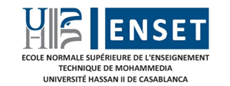 ENSET
ECOLE NORMALE SUPÉRIEURE DE L'ENSEIGNEMENT
TECHNIQUE DE MOHAMMEDIA
UNIVERSITÉ HASSAN II DE CASABLANCA